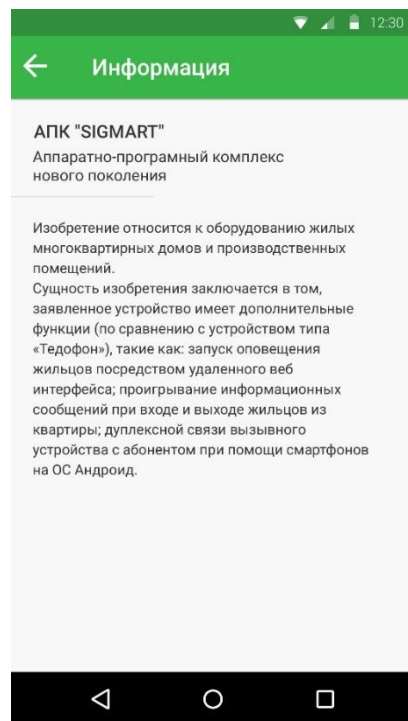 12:30
Информация
АПК "SIGMART"
Аппаратно-програмный комплекс
нового поколения
Изобретение относится к оборудованию жилых
многоквартирных домов и производственных
помещений.
Сущность изобретения заключается в том,
заявленное устройство имеет дополнительные
функции (по сравнению с устройством типа
«Тедофон»), такие как: запуск оповещения
жильцов посредством удаленного веб
интерфейса; проигрывание информационных
сообщений при входе и выходе жильцов из
квартиры; дуплексной связи вызывного
устройства с абонентом при помощи смартфонов
на ОС Андроид.